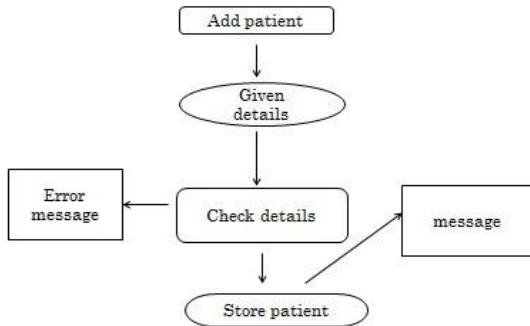 Add patient
Given
details
Error
message
Check details
message
Store patient